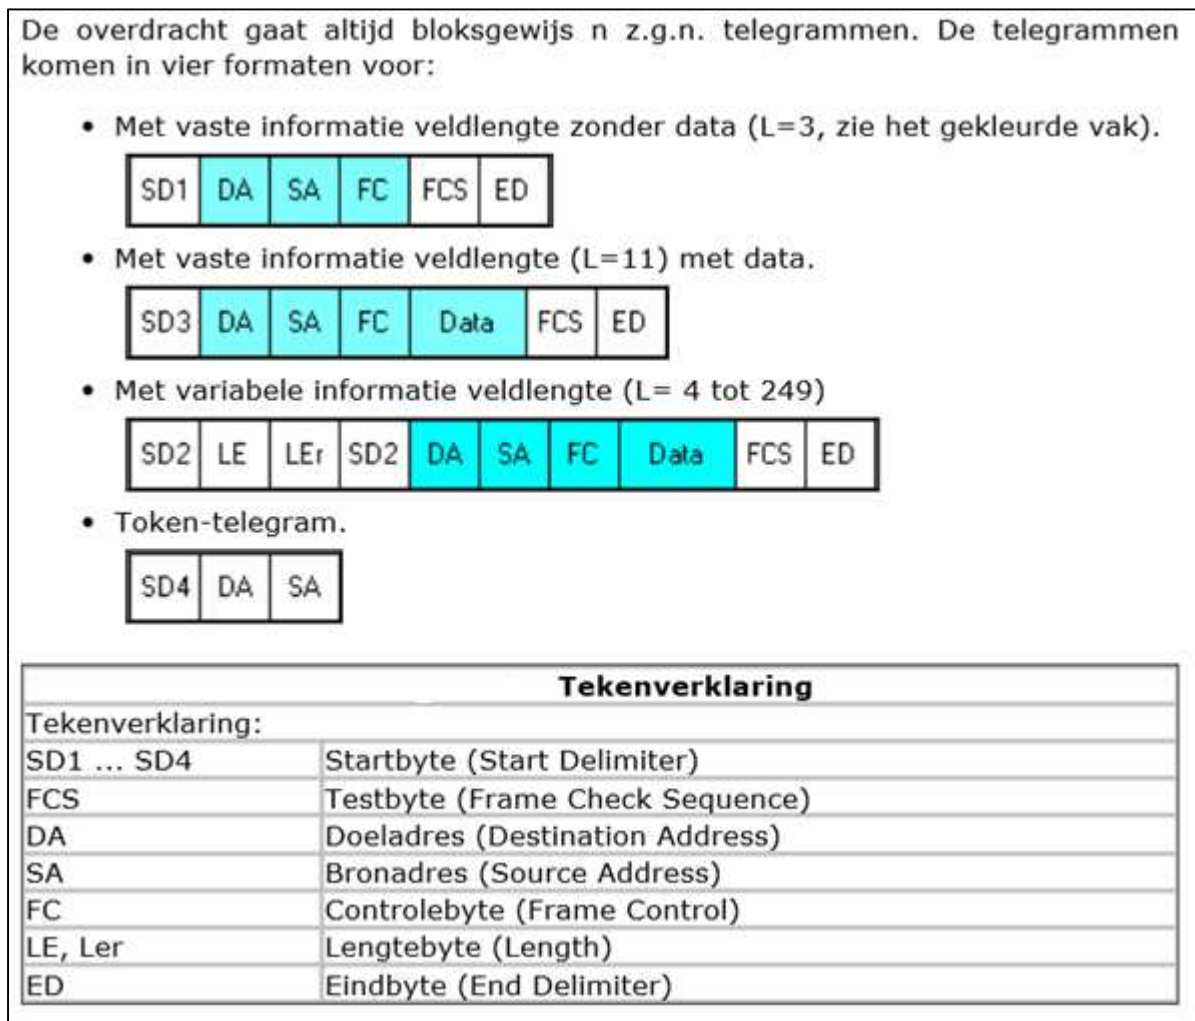 De overdracht gaat altijd bloksgewijs n z.g.n. telegrammen. De telegrammen
komen in vier formaten voor:
• Met vaste informatie veldlengte zonder data (L=3, zie het gekleurde vak).
SD1 DA SA FC FCS ED
• Met vaste informatie veldlengte (L=11) met data.
SD3 DA SA FC Data FCS ED
• Met variabele informatie veldlengte (L= 4 tot 249)
SD2 LE LEr SD2 DA SA FC Data FCS ED
• Token-telegram.
SD4 DA SA
Tekenverklaring
Tekenverklaring:
SD1 ... SD4 Startbyte (Start Delimiter)
FCS Testbyte (Frame Check Sequence)
DA Doeladres (Destination Address)
SA Bronadres (Source Address)
FC Controlebyte (Frame Control)
LE, Ler Lengtebyte (Length)
ED Eindbyte (End Delimiter)